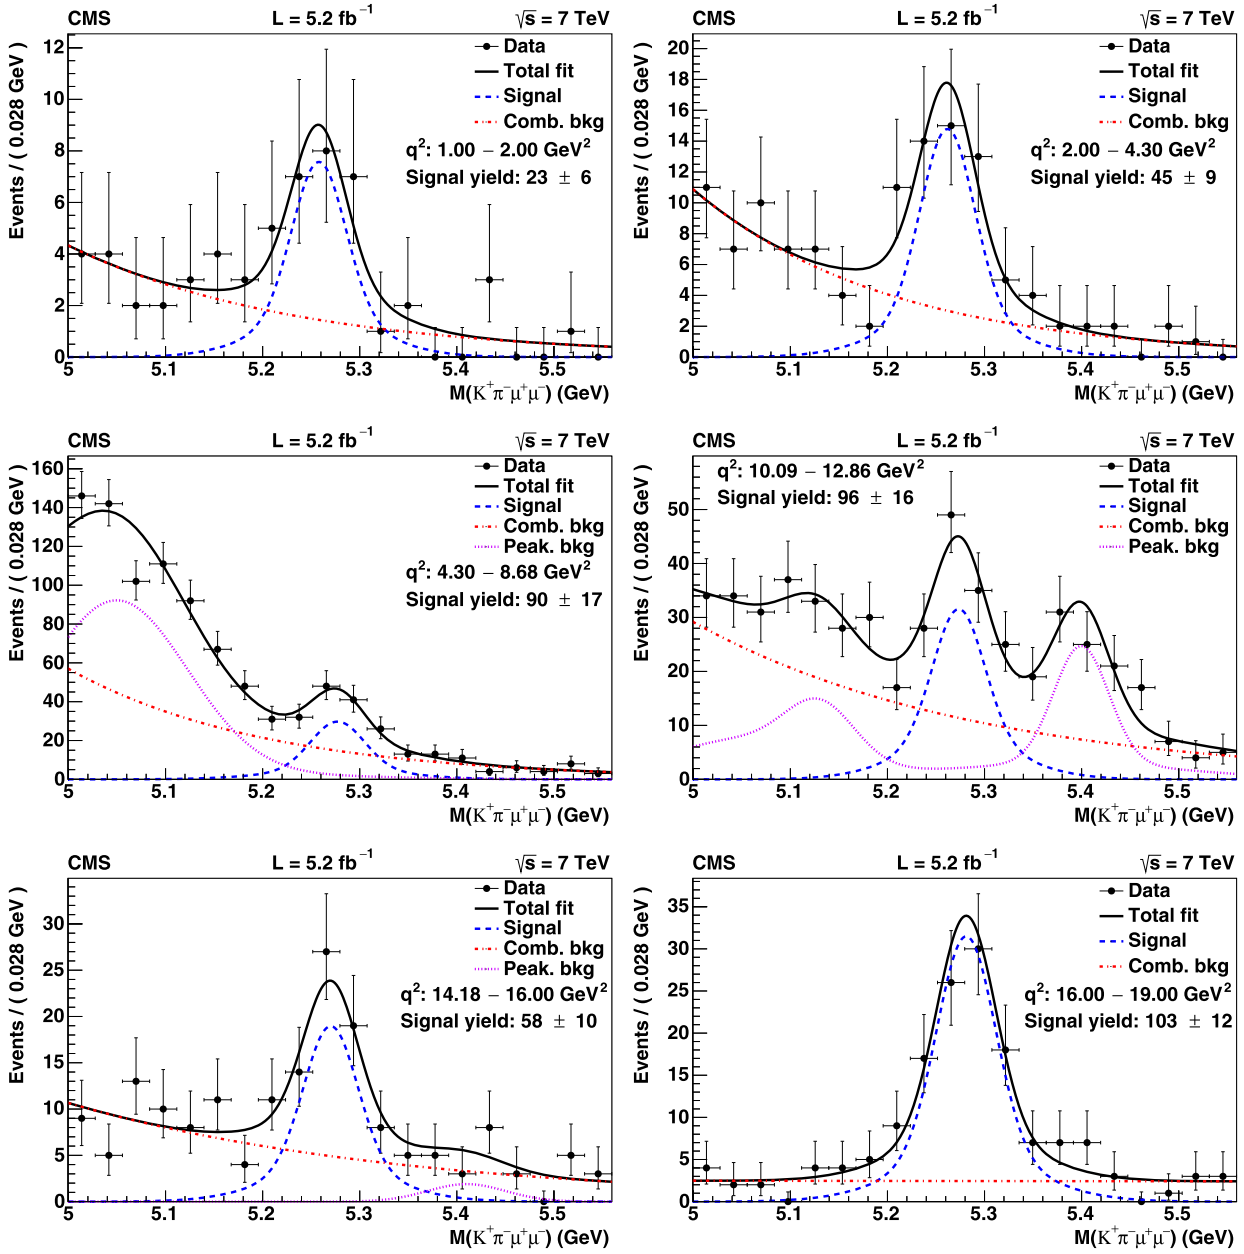 CMS L = 5.2 fb⁻¹ √s = 7 TeV
Events / ( 0.028 GeV )
12
10
8
6
4
2
0
Data
Total fit
Signal
Comb. bkg
q²: 1.00 − 2.00 GeV²
Signal yield: 23 ± 6
5 5.1 5.2 5.3 5.4 5.5
M(K⁺π⁻μ⁺μ⁻) (GeV)
CMS L = 5.2 fb⁻¹ √s = 7 TeV
Events / ( 0.028 GeV )
20
18
16
14
12
10
8
6
4
2
0
Data
Total fit
Signal
Comb. bkg
q²: 2.00 − 4.30 GeV²
Signal yield: 45 ± 9
5 5.1 5.2 5.3 5.4 5.5
M(K⁺π⁻μ⁺μ⁻) (GeV)
CMS L = 5.2 fb⁻¹ √s = 7 TeV
Events / ( 0.028 GeV )
160
140
120
100
80
60
40
20
0
Data
Total fit
Signal
Comb. bkg
Peak. bkg
q²: 4.30 − 8.68 GeV²
Signal yield: 90 ± 17
5 5.1 5.2 5.3 5.4 5.5
M(K⁺π⁻μ⁺μ⁻) (GeV)
CMS L = 5.2 fb⁻¹ √s = 7 TeV
Events / ( 0.028 GeV )
50
40
30
20
10
0
q²: 10.09 − 12.86 GeV²
Signal yield: 96 ± 16
Data
Total fit
Signal
Comb. bkg
Peak. bkg
5 5.1 5.2 5.3 5.4 5.5
M(K⁺π⁻μ⁺μ⁻) (GeV)
CMS L = 5.2 fb⁻¹ √s = 7 TeV
Events / ( 0.028 GeV )
30
25
20
15
10
5
0
Data
Total fit
Signal
Comb. bkg
Peak. bkg
q²: 14.18 − 16.00 GeV²
Signal yield: 58 ± 10
5 5.1 5.2 5.3 5.4 5.5
M(K⁺π⁻μ⁺μ⁻) (GeV)
CMS L = 5.2 fb⁻¹ √s = 7 TeV
Events / ( 0.028 GeV )
35
30
25
20
15
10
5
0
Data
Total fit
Signal
Comb. bkg
q²: 16.00 − 19.00 GeV²
Signal yield: 103 ± 12
5 5.1 5.2 5.3 5.4 5.5
M(K⁺π⁻μ⁺μ⁻) (GeV)